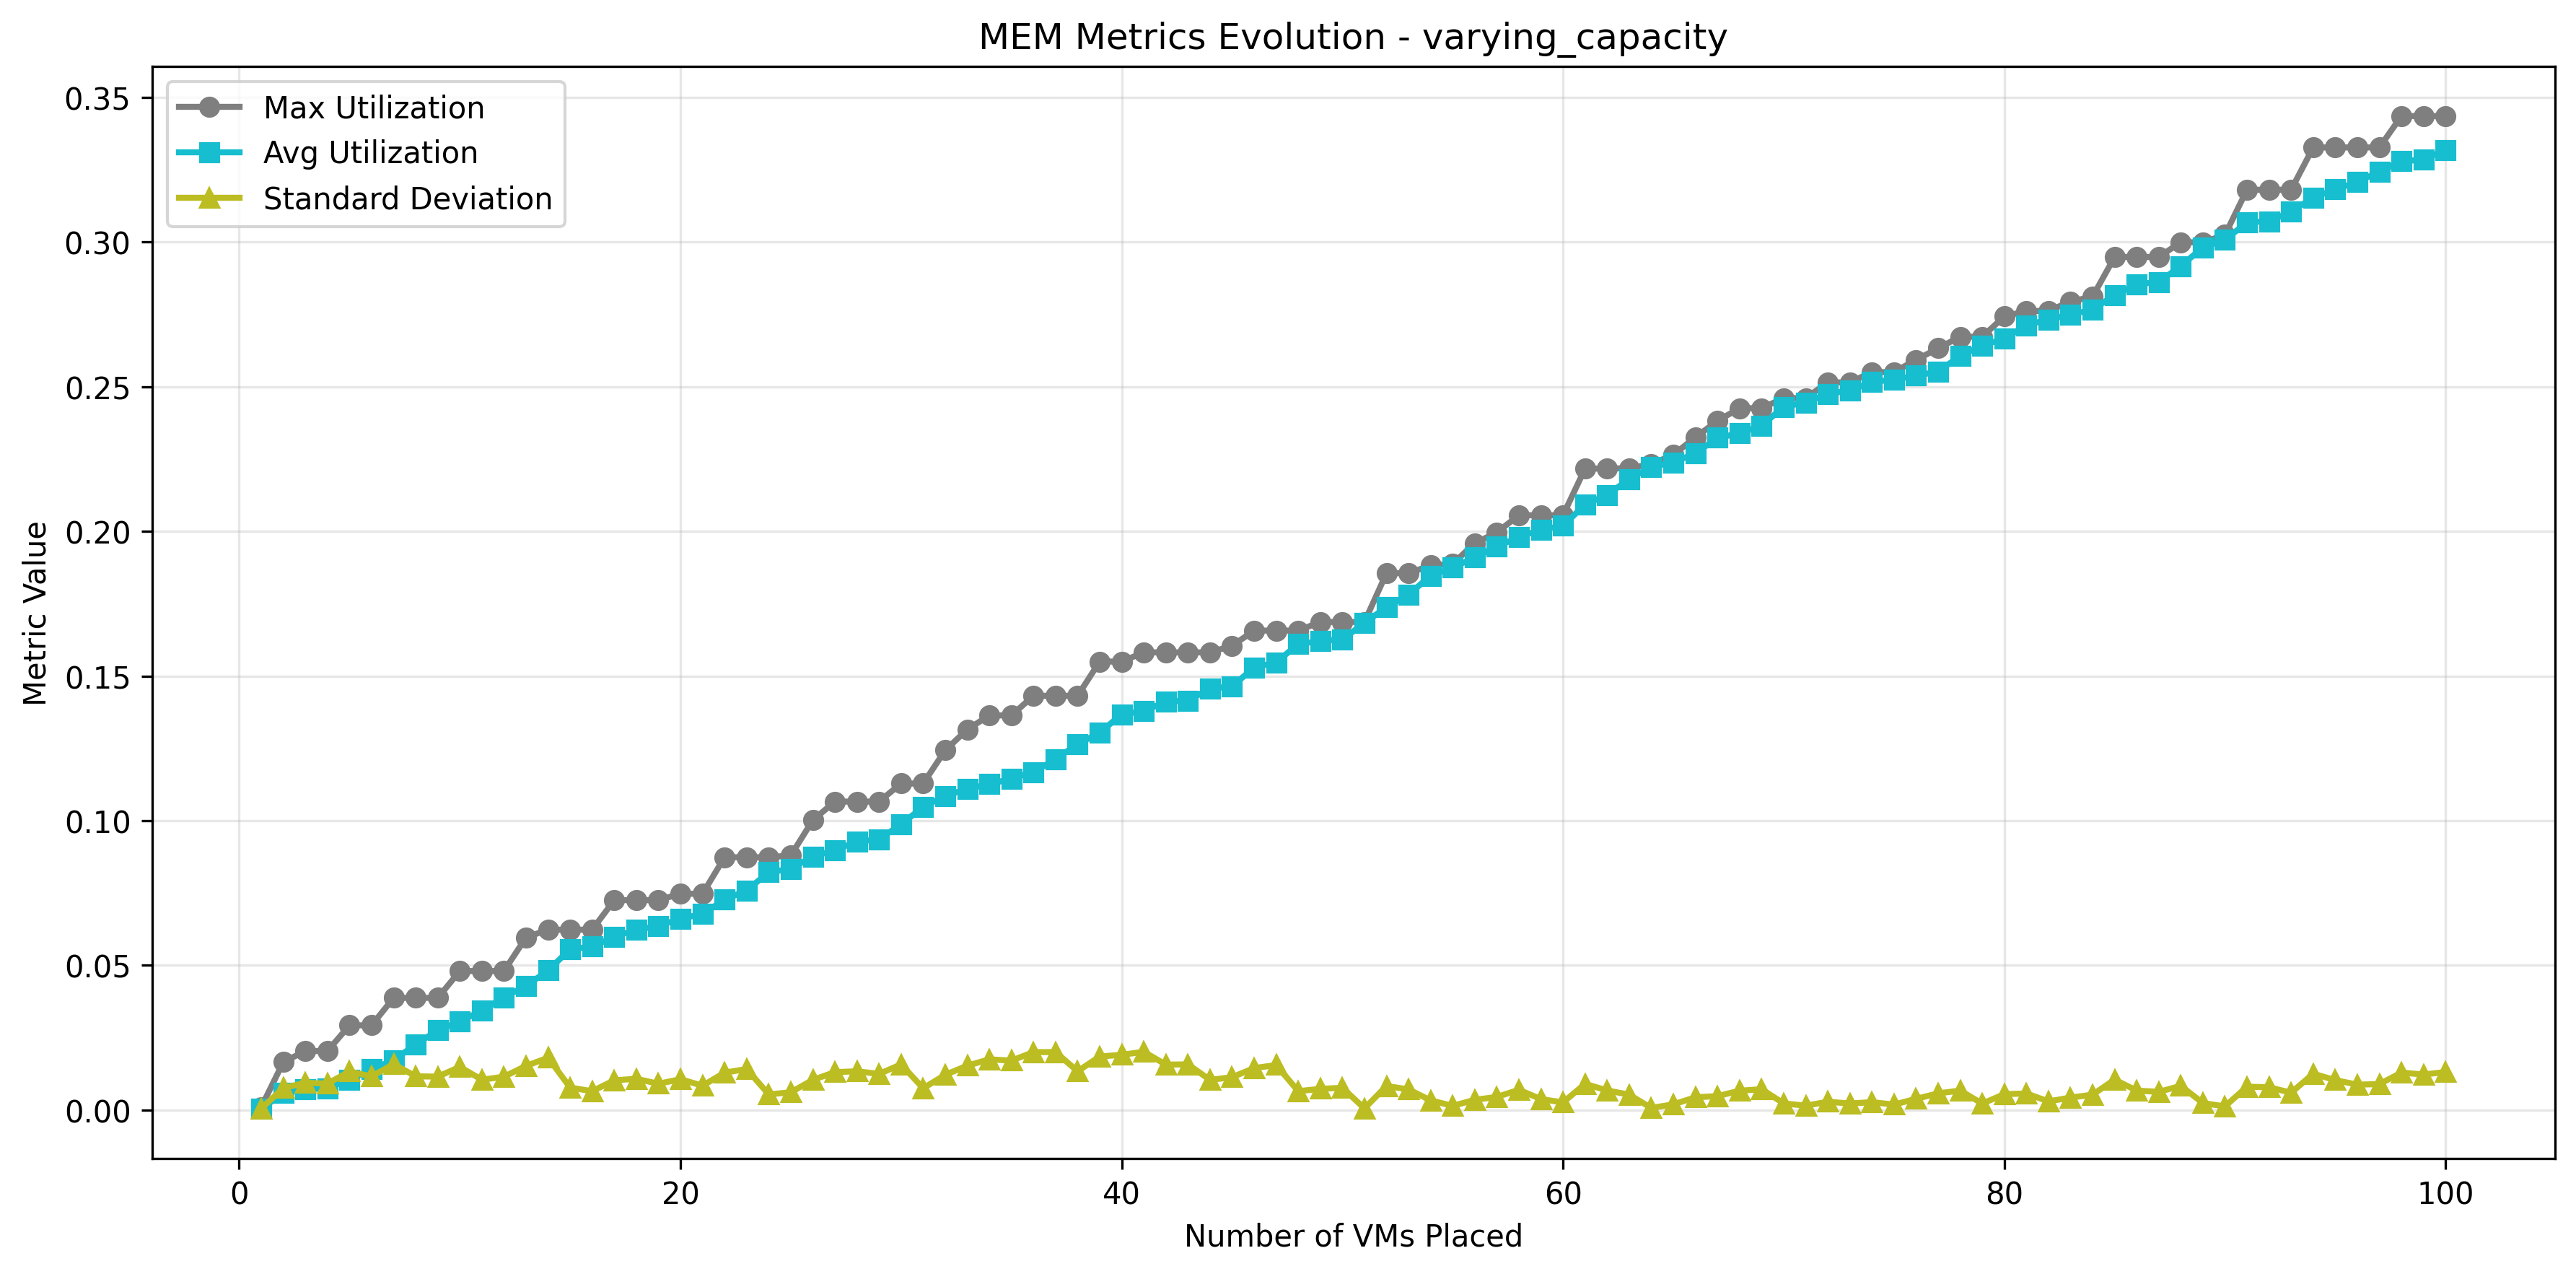 MEM Metrics Evolution - varying_capacity
Max Utilization
Avg Utilization
Standard Deviation
0.35
0.30
0.25
0.20
0.15
0.10
0.05
0.00
Metric Value
0 20 40 60 80 100
Number of VMs Placed